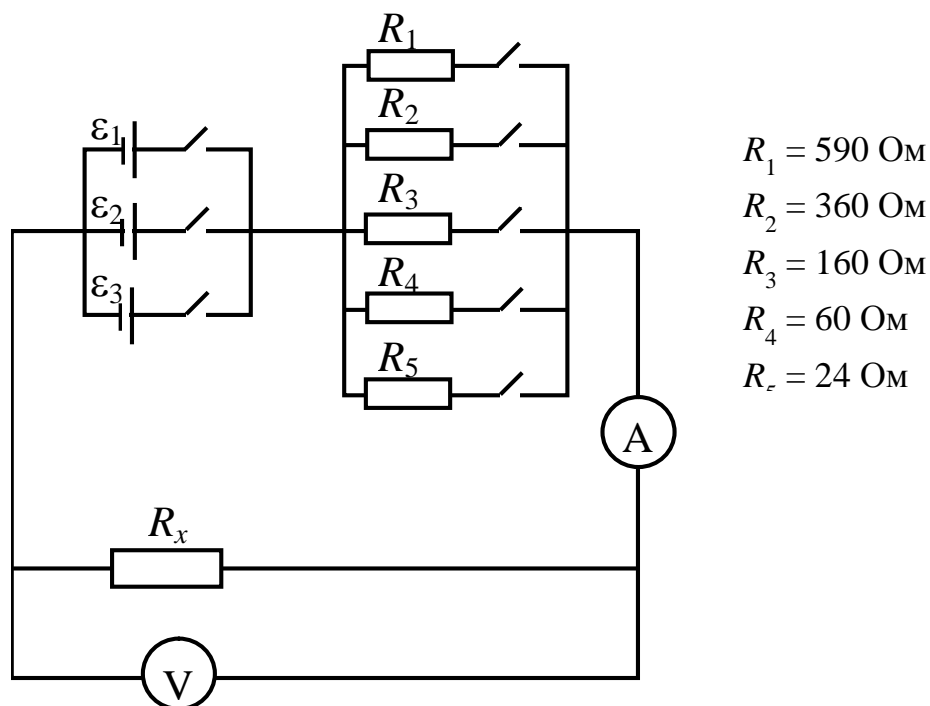 R₁
R₂
R₃
R₄
R₅
ε₁
ε₂
ε₃
A
Rₓ
V
R₁ = 590 Ом
R₂ = 360 Ом
R₃ = 160 Ом
R₄ = 60 Ом
R₅ = 24 Ом